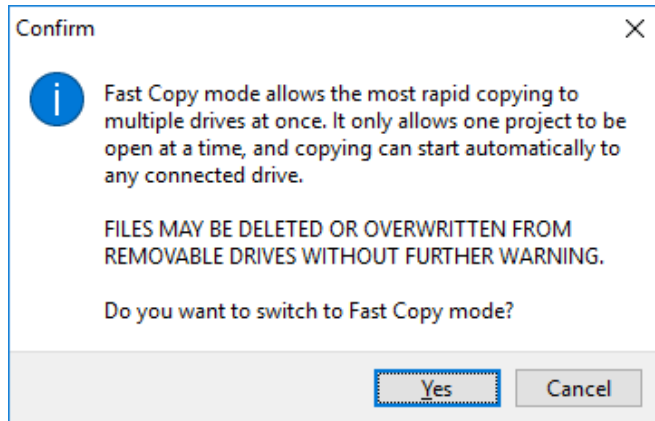 Confirm
Fast Copy mode allows the most rapid copying to
multiple drives at once. It only allows one project to be
open at a time, and copying can start automatically to
any connected drive.
FILES MAY BE DELETED OR OVERWRITTEN FROM
REMOVABLE DRIVES WITHOUT FURTHER WARNING.
Do you want to switch to Fast Copy mode?
Yes Cancel